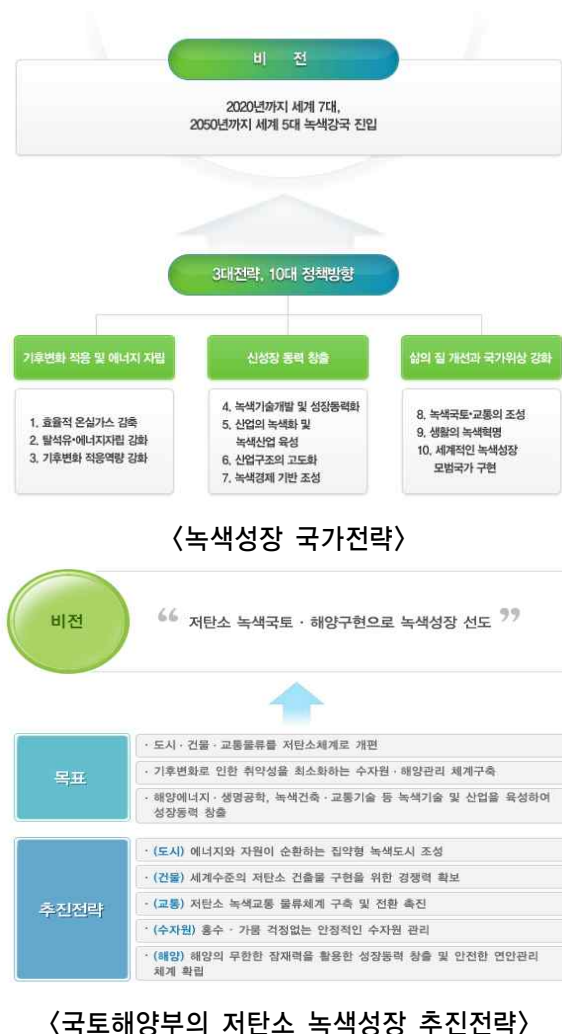 비 전
2020년까지 세계 7대,
2050년까지 세계 5대 녹색강국 진입
3대전략, 10대 정책방향
기후변화 적응 및 에너지 자립
1. 효율적 온실가스 감축
2. 탈석유•에너지자립 강화
3. 기후변화 적응역량 강화
신성장 동력 창출
4. 녹색기술개발 및 성장동력화
5. 산업의 녹색화 및
녹색산업 육성
6. 산업구조의 고도화
7. 녹색경제 기반 조성
삶의 질 개선과 국가위상 강화
8. 녹색국토•교통의 조성
9. 생활의 녹색혁명
10. 세계적인 녹색성장
모범국가 구현
〈녹색성장 국가전략〉
비전
“ 저탄소 녹색국토 · 해양구현으로 녹색성장 선도 ”
목표
· 도시 · 건물 · 교통물류를 저탄소체계로 개편
· 기후변화로 인한 취약성을 최소화하는 수자원 · 해양관리 체계구축
· 해양에너지 · 생명공학, 녹색건축 · 교통기술 등 녹색기술 및 산업을 육성하여
성장동력 창출
추진전략
· (도시) 에너지와 자원이 순환하는 집약형 녹색도시 조성
· (건물) 세계수준의 저탄소 건출물 구현을 위한 경쟁력 확보
· (교통) 저탄소 녹색교통 물류체계 구축 및 전환 촉진
· (수자원) 홍수 · 가뭄 걱정없는 안정적인 수자원 관리
· (해양) 해양의 무한한 잠재력을 활용한 성장동력 창출 및 안전한 연안관리
체계 확립
〈국토해양부의 저탄소 녹색성장 추진전략〉